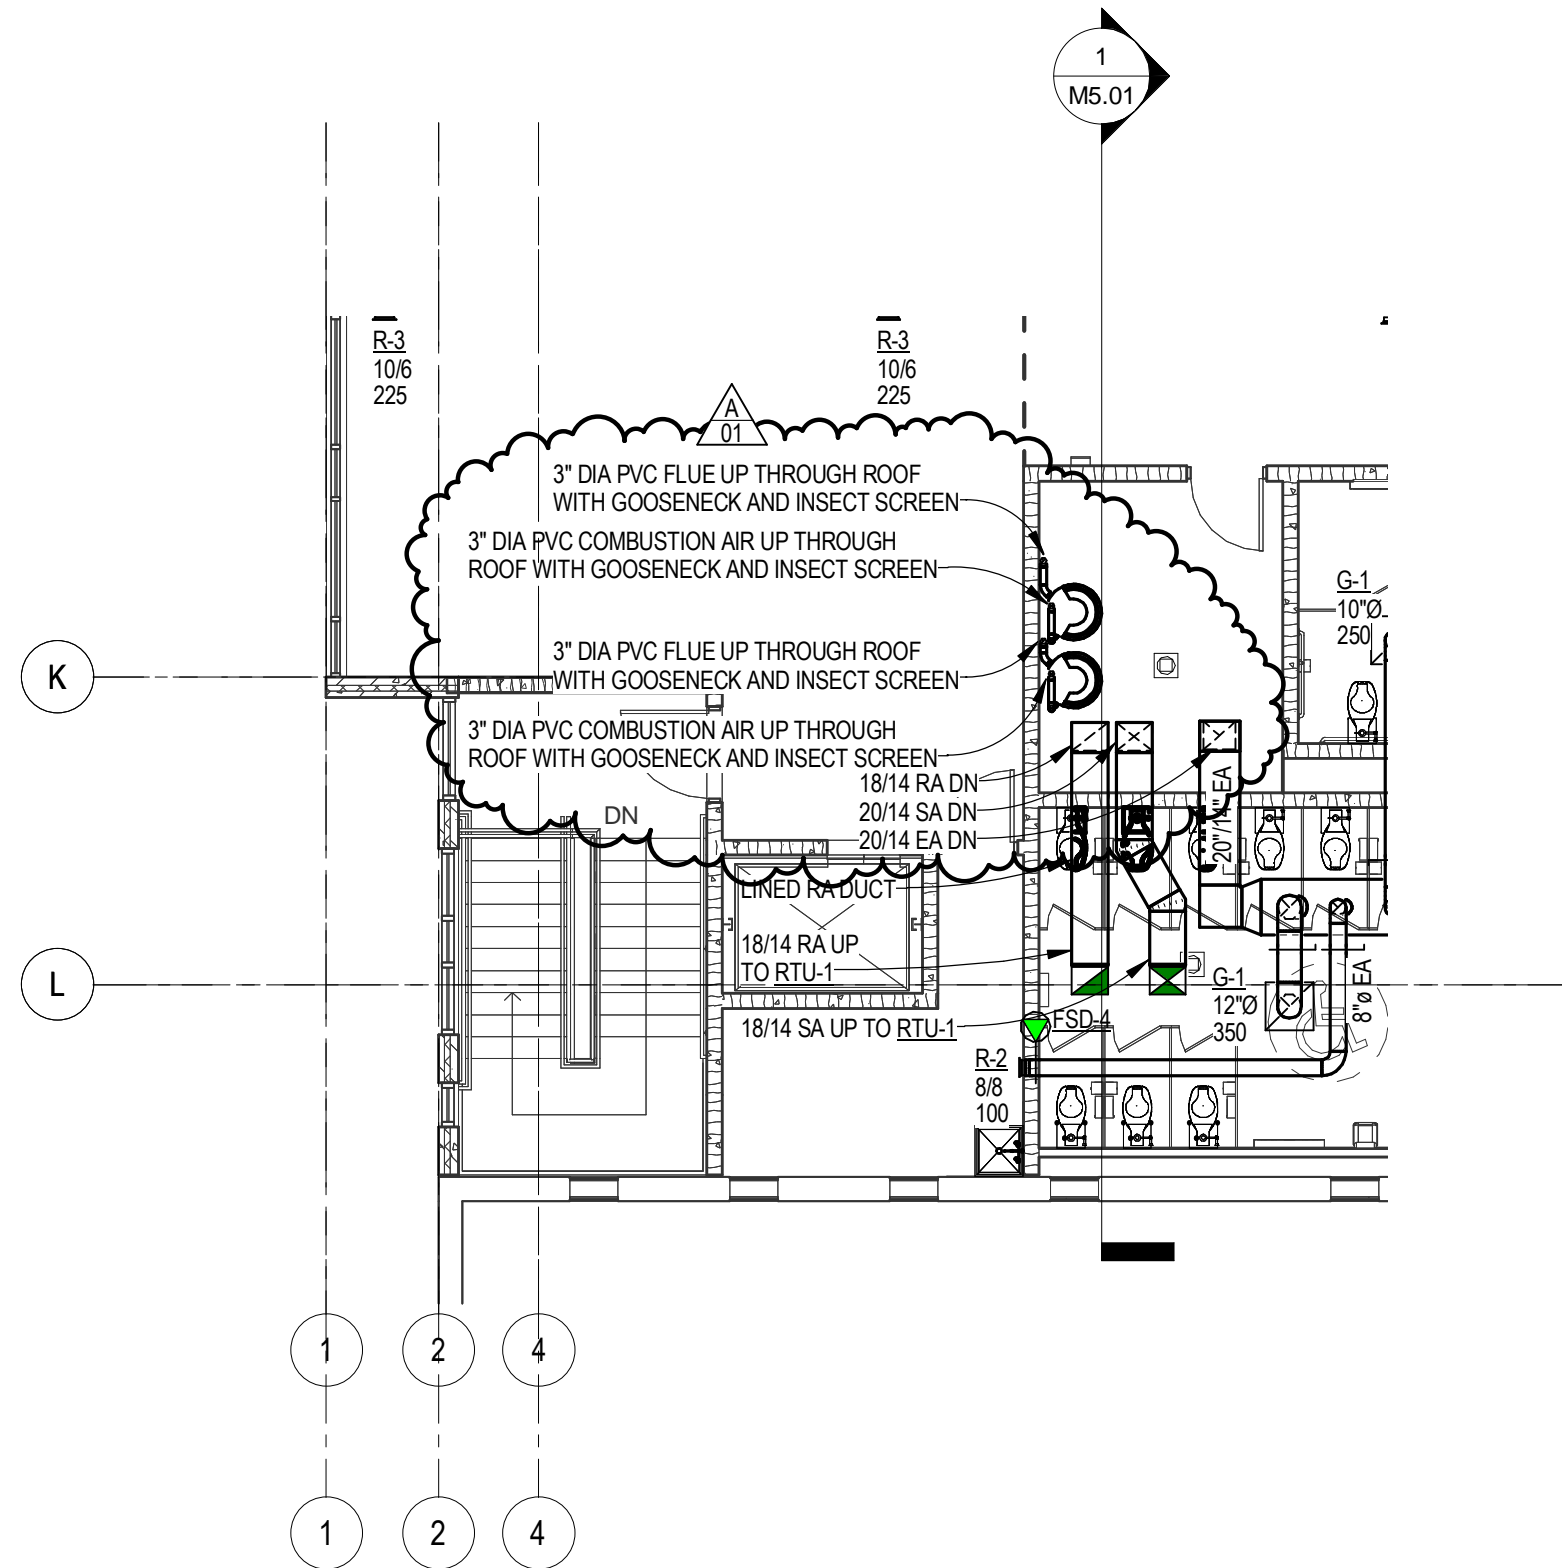 1
M5.01
R-3
10/6
225
R-3
10/6
225
A
01
3" DIA PVC FLUE UP THROUGH ROOF
WITH GOOSENECK AND INSECT SCREEN
3" DIA PVC COMBUSTION AIR UP THROUGH
ROOF WITH GOOSENECK AND INSECT SCREEN
G-1
10"Ø
250
K
3" DIA PVC FLUE UP THROUGH ROOF
WITH GOOSENECK AND INSECT SCREEN
3" DIA PVC COMBUSTION AIR UP THROUGH
ROOF WITH GOOSENECK AND INSECT SCREEN
18/14 RA DN
20/14 SA DN
20/14 EA DN
20"/14" EA
DN
LINED RA DUCT
18/14 RA UP
TO RTU-1
L
G-1
12"Ø
350
8"ø EA
18/14 SA UP TO RTU-1
FSD-4
R-2
8/8
100
1
2
4
1
2
4